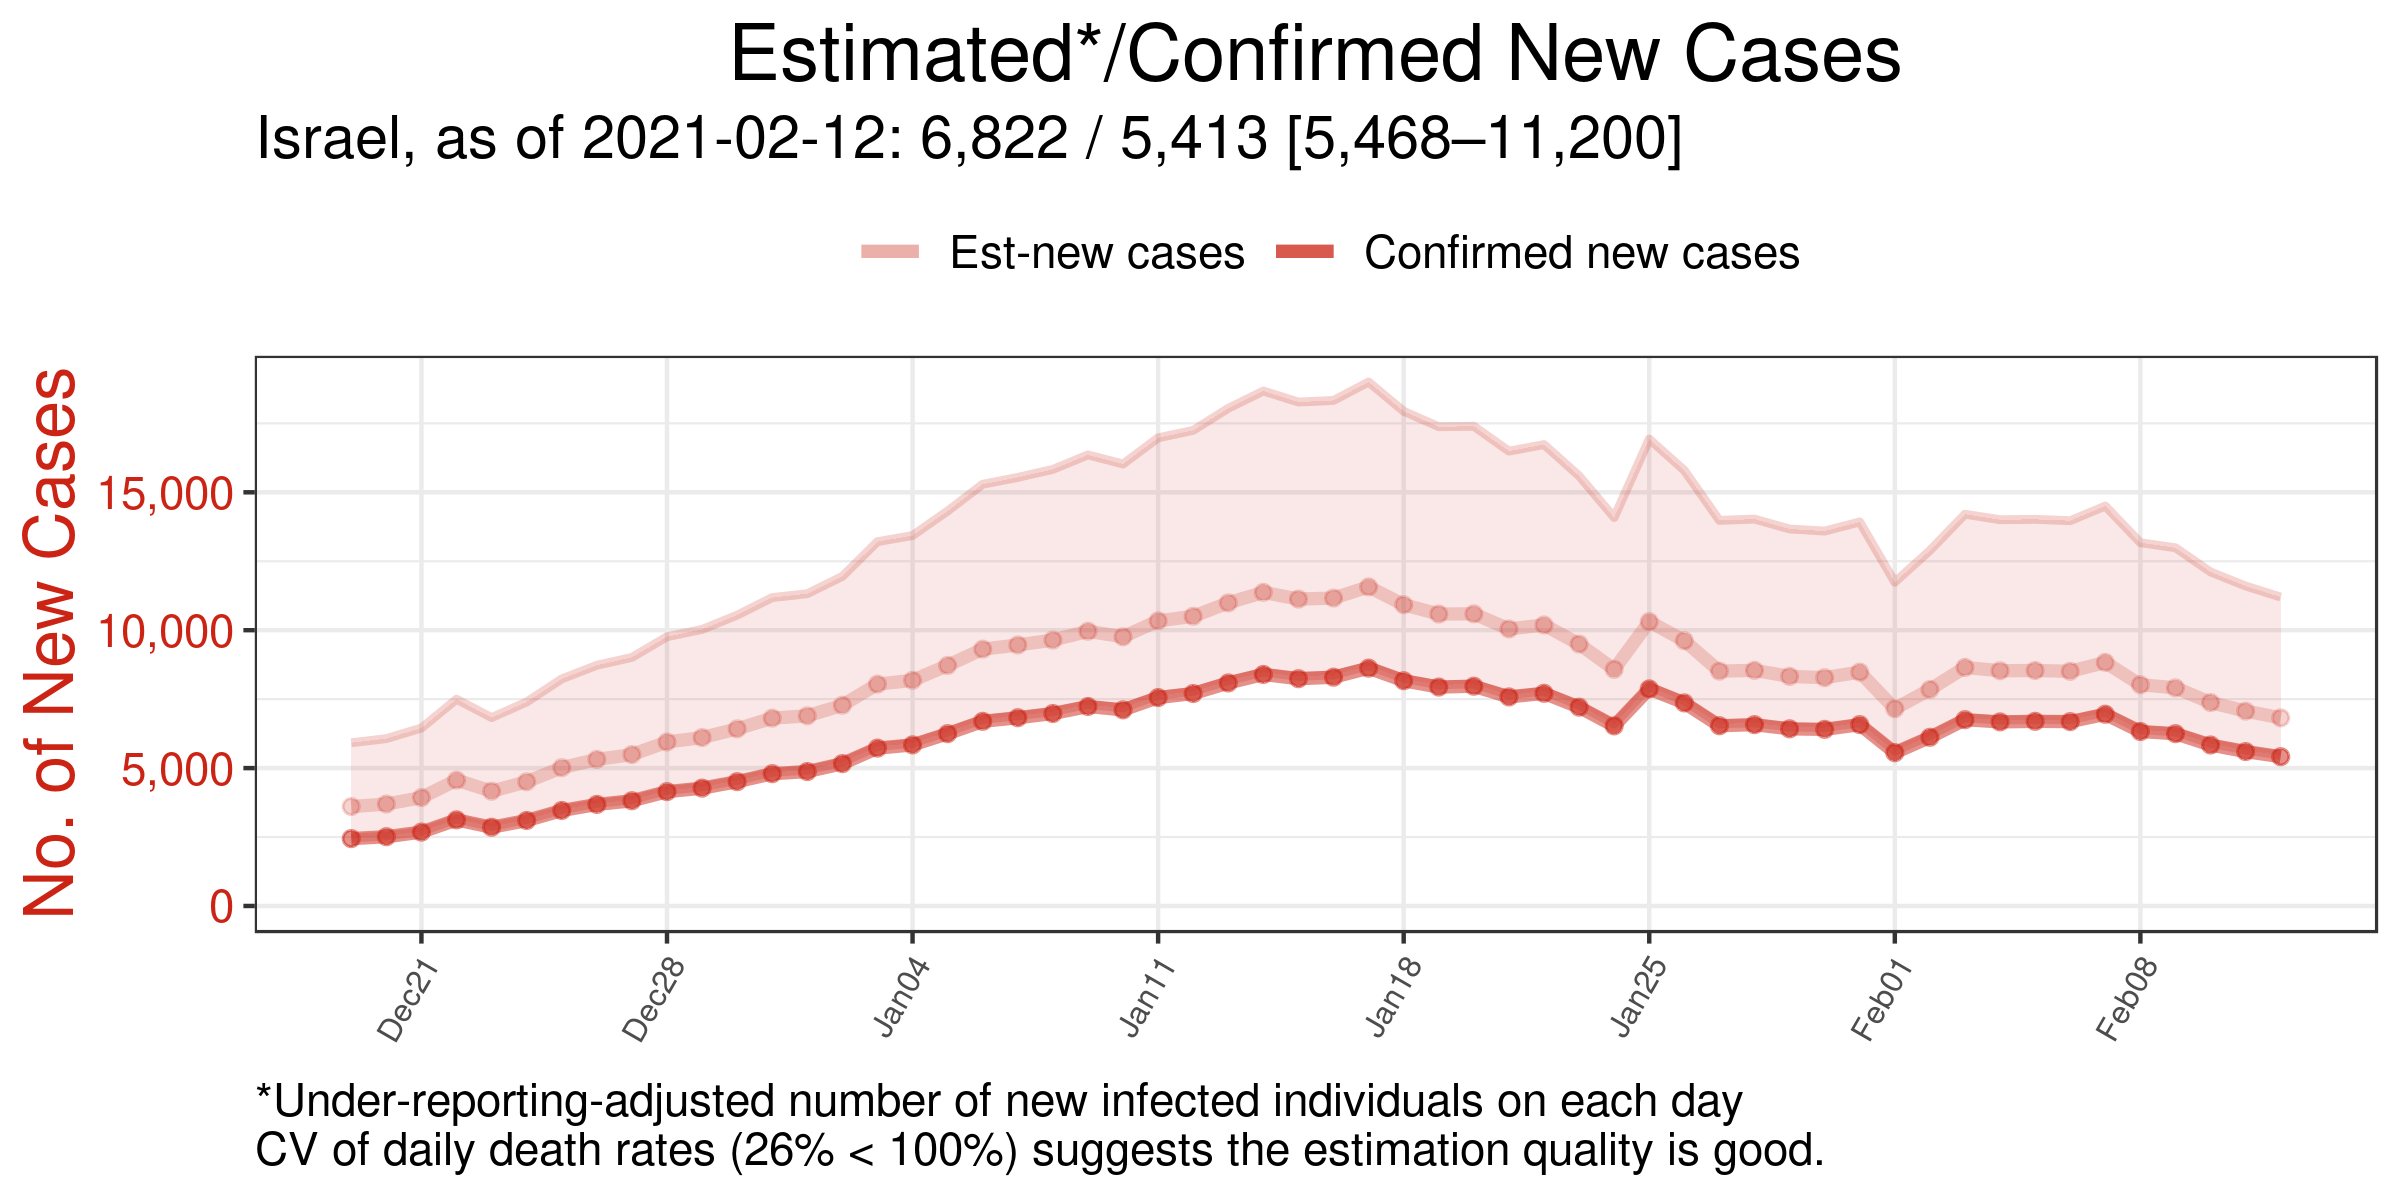 Estimated*/Confirmed New Cases
Israel, as of 2021-02-12: 6,822 / 5,413 [5,468–11,200]
Est-new cases
Confirmed new cases
No. of New Cases
15,000
10,000
5,000
0
Dec21
Dec28
Jan04
Jan11
Jan18
Jan25
Feb01
Feb08
*Under-reporting-adjusted number of new infected individuals on each day
CV of daily death rates (26% < 100%) suggests the estimation quality is good.